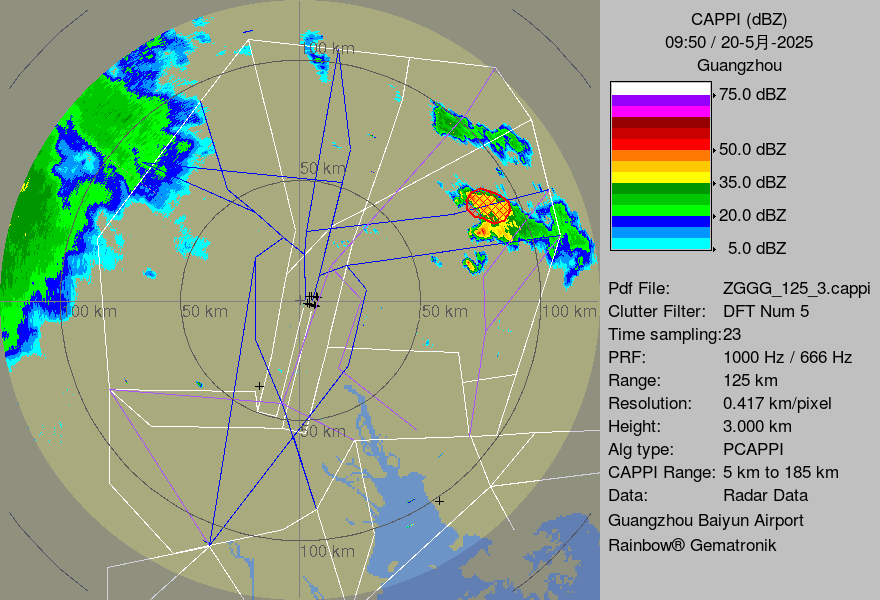 CAPPI (dBZ)
09:50 / 20-5月-2025
Guangzhou
75.0 dBZ
50.0 dBZ
35.0 dBZ
20.0 dBZ
5.0 dBZ
Pdf File: ZGGG_125_3.cappi
Clutter Filter: DFT Num 5
Time sampling:23
PRF: 1000 Hz / 666 Hz
Range: 125 km
Resolution: 0.417 km/pixel
Height: 3.000 km
Alg type: PCAPPI
CAPPI Range: 5 km to 185 km
Data: Radar Data
Guangzhou Baiyun Airport
Rainbow® Gematronik
100 km
50 km
100 km
50 km
50 km
100 km
50 km
100 km